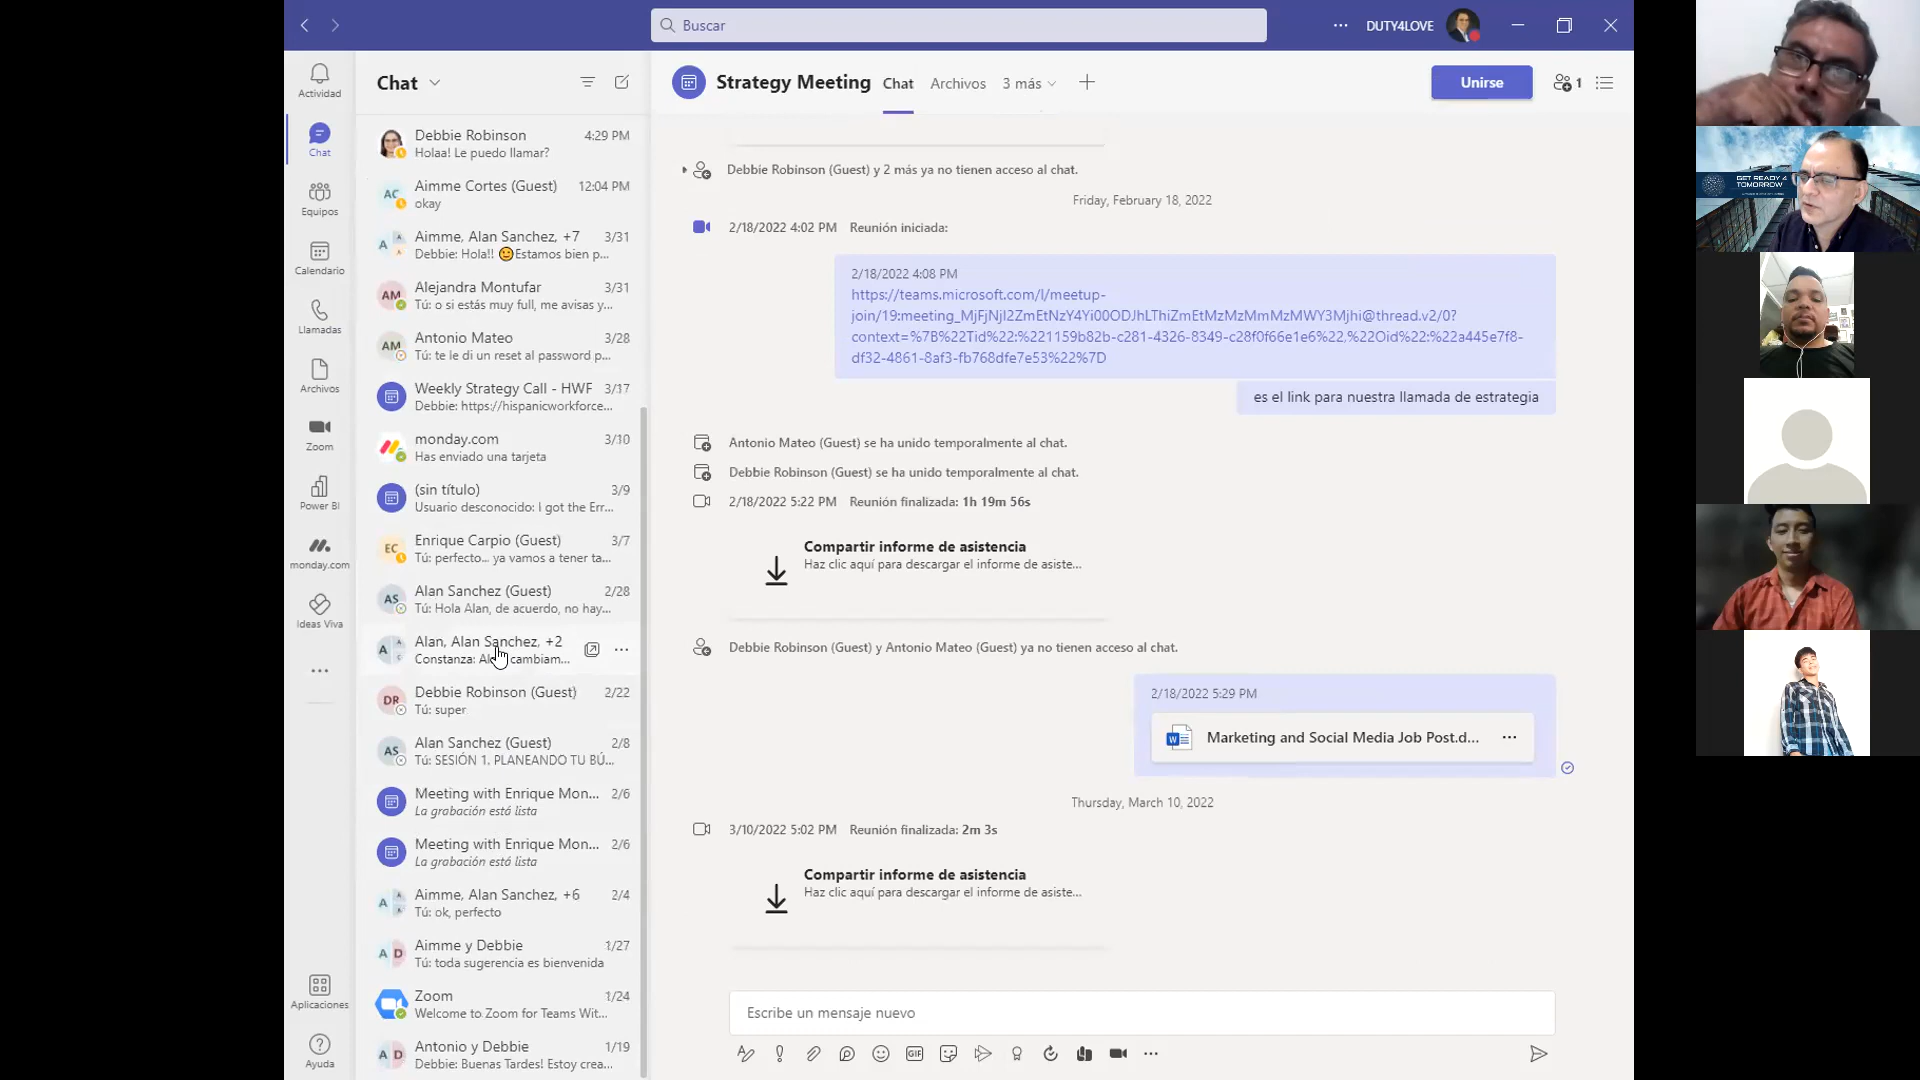 Buscar
DUTY4LOVE
Actividad
Chat
Equipos
Calendario
Llamadas
Archivos
Zoom
Power BI
monday.com
Ideas Viva
Aplicaciones
Ayuda
Chat
Debbie Robinson 4:29 PM
Holaa! Le puedo llamar?
AC Aimme Cortes (Guest) 12:04 PM
okay
Aimme, Alan Sanchez, +7 3/31
Debbie: Hola!! Estamos bien p...
AM Alejandra Montufar 3/31
Tú: o si estás muy full, me avisas y...
AM Antonio Mateo 3/28
Tú: te le di un reset al password p...
Weekly Strategy Call - HWF 3/17
Debbie: https://hispanicworkforce...
monday.com 3/10
Has enviado una tarjeta
(sin título) 3/9
Usuario desconocido: I got the Err...
EC Enrique Carpio (Guest) 3/7
Tú: perfecto... ya vamos a tener ta...
AS Alan Sanchez (Guest) 2/28
Tú: Hola Alan, de acuerdo, no hay...
Alan, Alan Sanchez, +2
Constanza: cambiam...
DR Debbie Robinson (Guest) 2/22
Tú: super
AS Alan Sanchez (Guest) 2/8
Tú: SESIÓN 1. PLANEANDO TU BÚ...
Meeting with Enrique Mon... 2/6
La grabación está lista
Meeting with Enrique Mon... 2/6
La grabación está lista
Aimme, Alan Sanchez, +6 2/4
Tú: ok, perfecto
A D Aimme y Debbie 1/27
Tú: toda sugerencia es bienvenida
Zoom 1/24
Welcome to Zoom for Teams Wit...
A D Antonio y Debbie 1/19
Debbie: Buenas Tardes! Estoy crea...
Strategy Meeting Chat Archivos 3 más
Unirse 1
Debbie Robinson (Guest) y 2 más ya no tienen acceso al chat.
Friday, February 18, 2022
2/18/2022 4:02 PM Reunión iniciada:
2/18/2022 4:08 PM
https://teams.microsoft.com/l/meetup-
join/19:meeting_MjFjNjI2ZmEtNzY4Yi00ODJhLThiZmEtMzMzMmMzMWY3Mjhi@thread.v2/0?
context=%7B%22Tid%22:%221159b82b-c281-4326-8349-c28f0f66e1e6%22,%22Oid%22:%22a445e7f8-
df32-4861-8af3-fb768dfe7e53%22%7D
es el link para nuestra llamada de estrategia
Antonio Mateo (Guest) se ha unido temporalmente al chat.
Debbie Robinson (Guest) se ha unido temporalmente al chat.
2/18/2022 5:22 PM Reunión finalizada: 1h 19m 56s
Compartir informe de asistencia
Haz clic aquí para descargar el informe de asiste...
Debbie Robinson (Guest) y Antonio Mateo (Guest) ya no tienen acceso al chat.
2/18/2022 5:29 PM
Marketing and Social Media Job Post.d...
Thursday, March 10, 2022
3/10/2022 5:02 PM Reunión finalizada: 2m 3s
Compartir informe de asistencia
Haz clic aquí para descargar el informe de asiste...
Escribe un mensaje nuevo
GET READY 4
TOMORROW